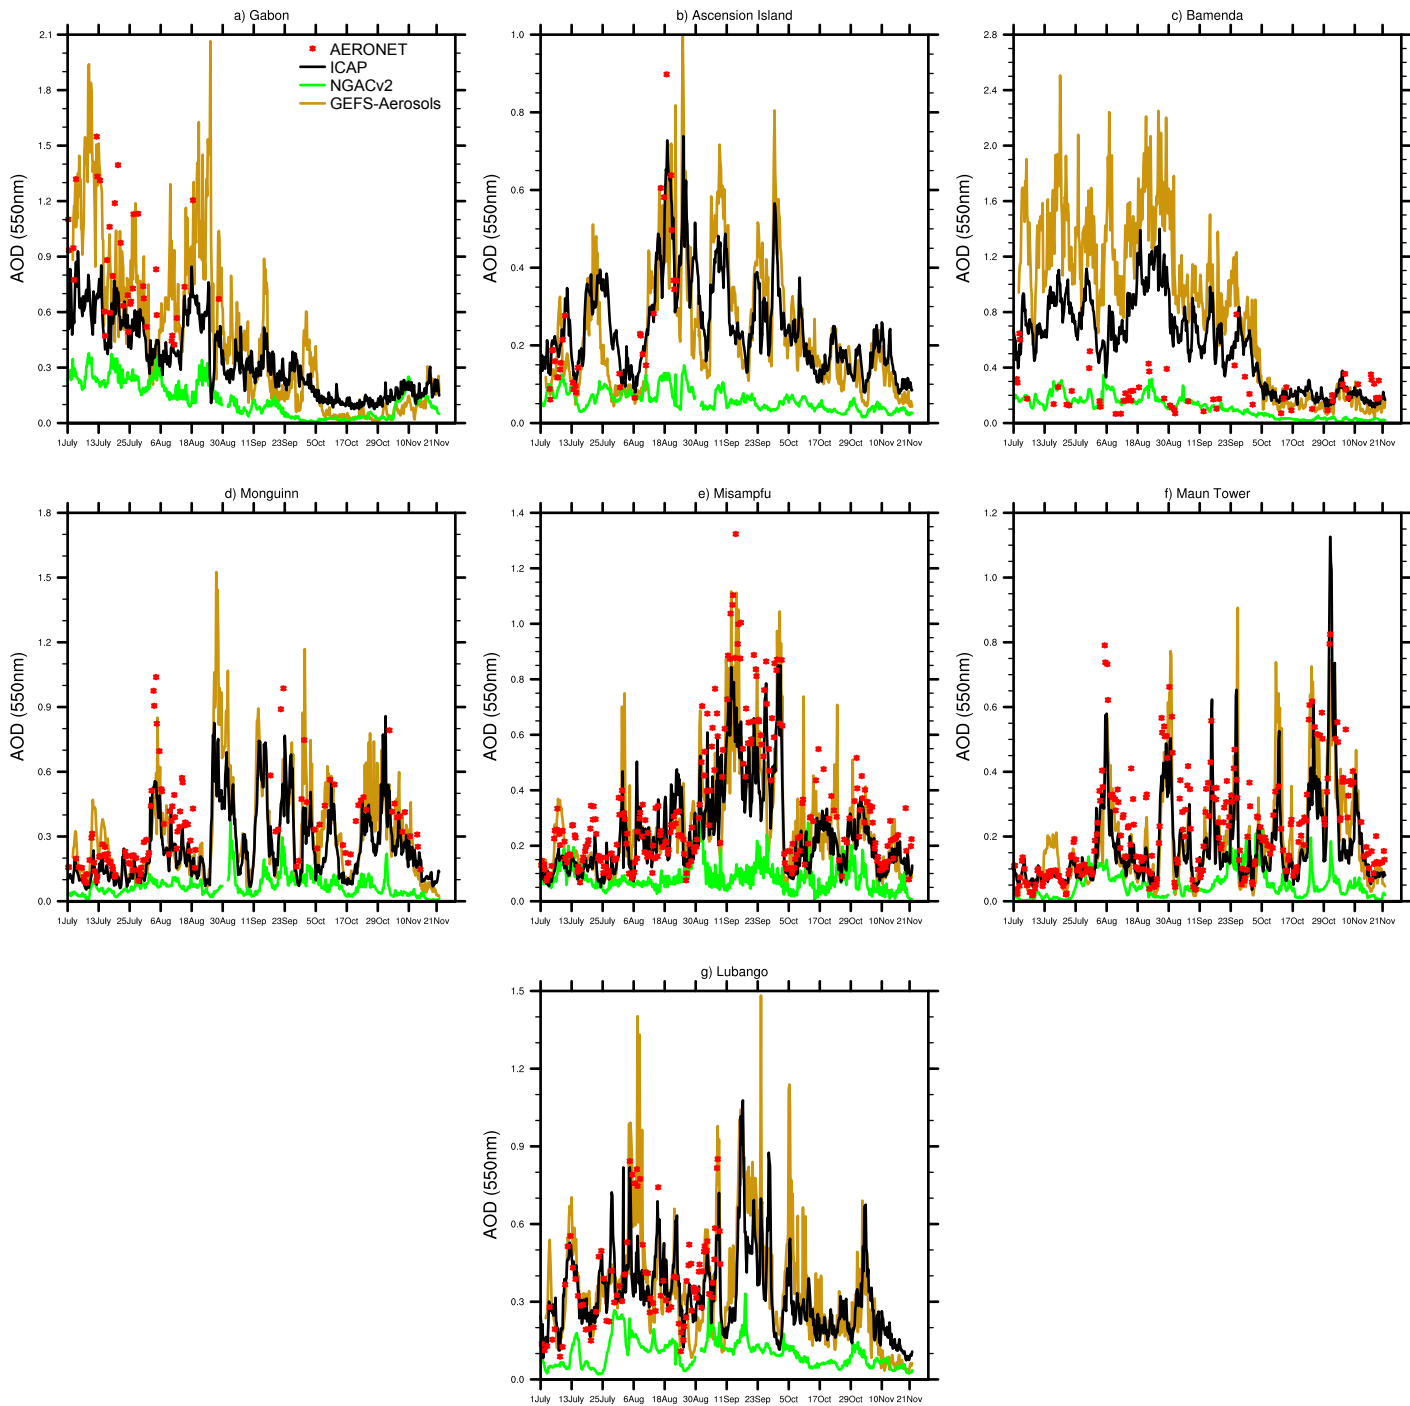 a) Gabon
AOD (550nm)
2.1
1.8
1.5
1.2
0.9
0.6
0.3
0.0
1July 13July 25July 6Aug 18Aug 30Aug 11Sep 23Sep 5Oct 17Oct 29Oct 10Nov 21Nov
AERONET
ICAP
NGACv2
GEFS-Aerosols
b) Ascension Island
AOD (550nm)
1.0
0.8
0.6
0.4
0.2
0.0
1July 13July 25July 6Aug 18Aug 30Aug 11Sep 23Sep 5Oct 17Oct 29Oct 10Nov 21Nov
c) Bamenda
AOD (550nm)
2.8
2.4
2.0
1.6
1.2
0.8
0.4
0.0
1July 13July 25July 6Aug 18Aug 30Aug 11Sep 23Sep 5Oct 17Oct 29Oct 10Nov 21Nov
d) Monguinn
AOD (550nm)
1.8
1.5
1.2
0.9
0.6
0.3
0.0
1July 13July 25July 6Aug 18Aug 30Aug 11Sep 23Sep 5Oct 17Oct 29Oct 10Nov 21Nov
e) Misampfu
AOD (550nm)
1.4
1.2
1.0
0.8
0.6
0.4
0.2
0.0
1July 13July 25July 6Aug 18Aug 30Aug 11Sep 23Sep 5Oct 17Oct 29Oct 10Nov 21Nov
f) Maun Tower
AOD (550nm)
1.2
1.0
0.8
0.6
0.4
0.2
0.0
1July 13July 25July 6Aug 18Aug 30Aug 11Sep 23Sep 5Oct 17Oct 29Oct 10Nov 21Nov
g) Lubango
AOD (550nm)
1.5
1.2
0.9
0.6
0.3
0.0
1July 13July 25July 6Aug 18Aug 30Aug 11Sep 23Sep 5Oct 17Oct 29Oct 10Nov 21Nov